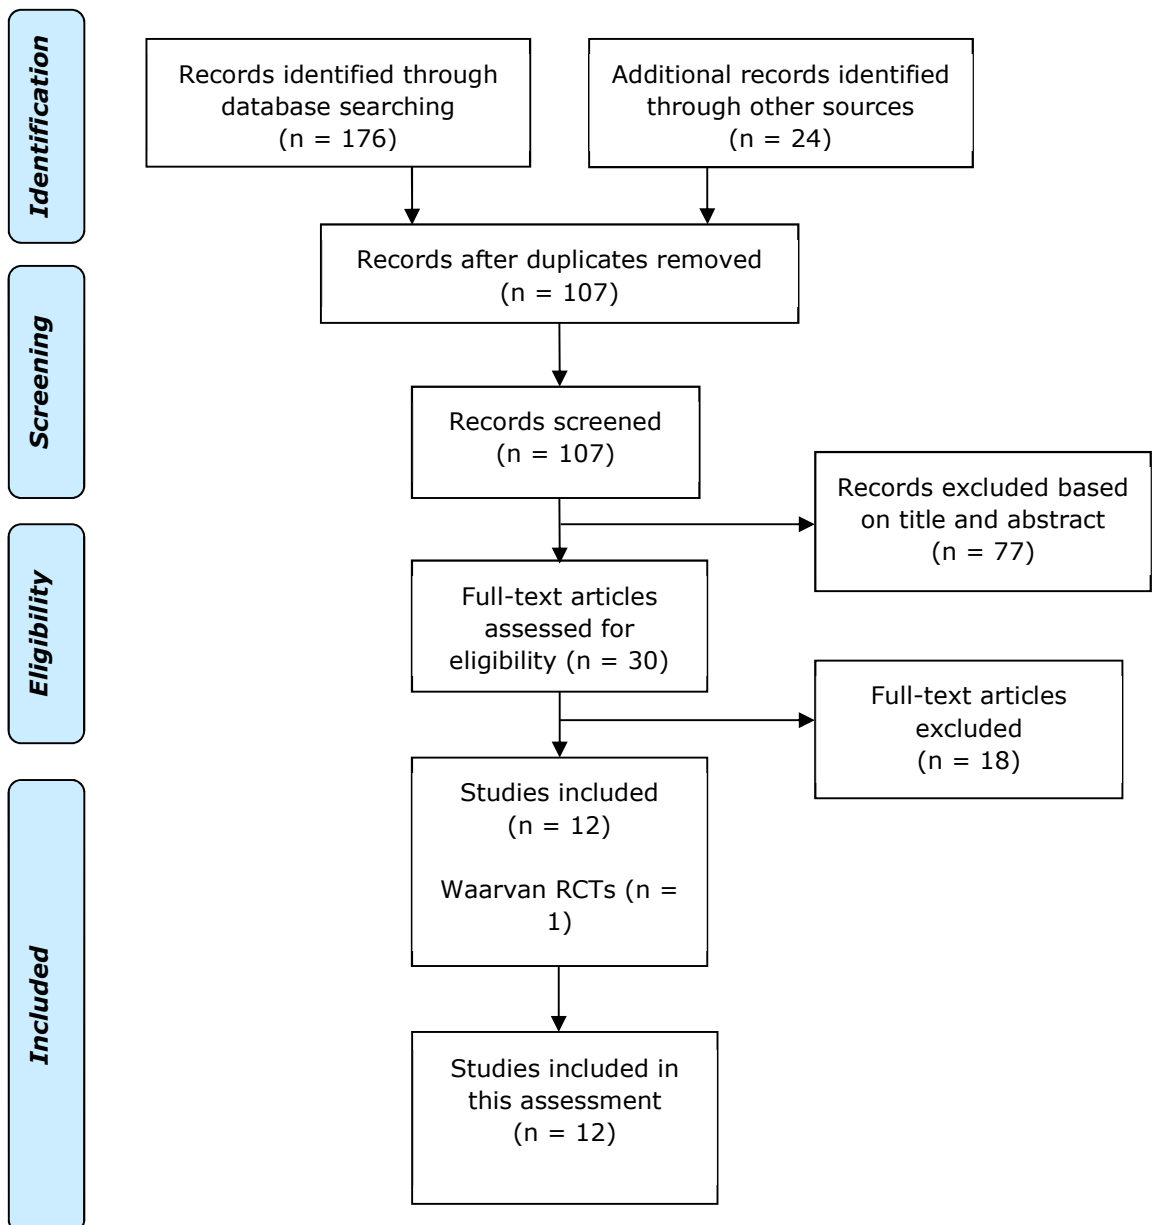 Identification
Records identified through
database searching
(n = 176)
Additional records identified
through other sources
(n = 24)
Records after duplicates removed
(n = 107)
Screening
Records screened
(n = 107)
Records excluded based
on title and abstract
(n = 77)
Eligibility
Full-text articles
assessed for
eligibility (n = 30)
Full-text articles
excluded
(n = 18)
Included
Studies included
(n = 12)
Waarvan RCTs (n =
1)
Studies included in
this assessment
(n = 12)